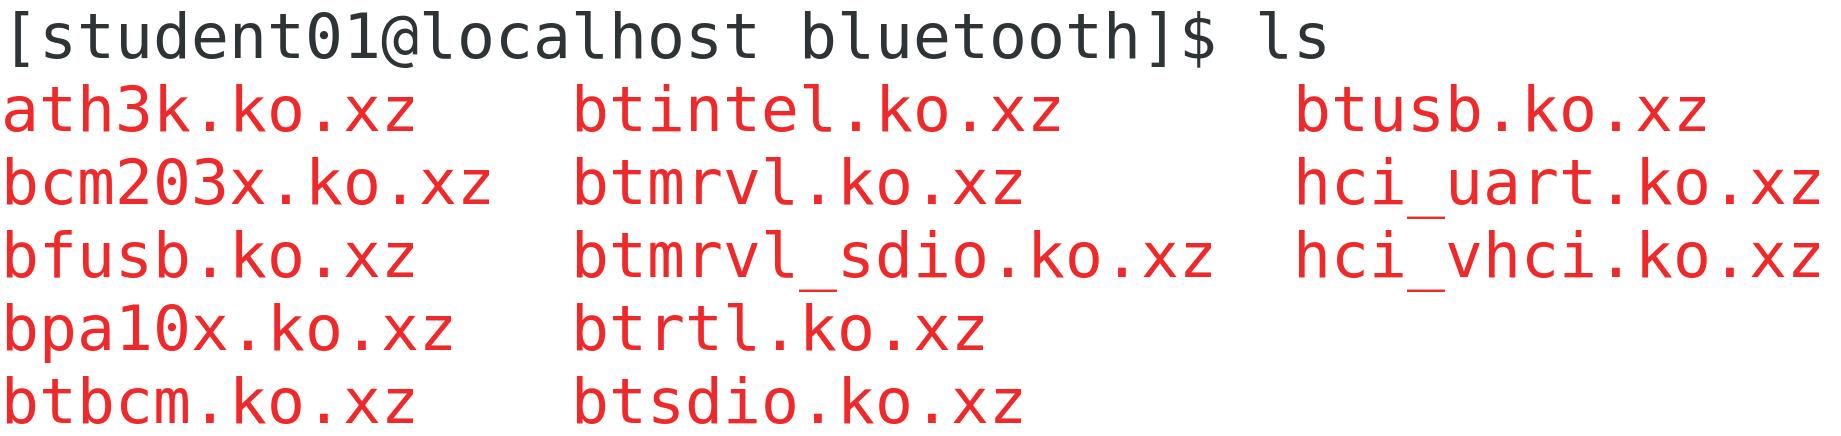 [student01@localhost bluetooth]$ ls
ath3k.ko.xz    btintel.ko.xz      btusb.ko.xz
bcm203x.ko.xz  btmrvl.ko.xz       hci_uart.ko.xz
bfusb.ko.xz    btmrvl_sdio.ko.xz  hci_vhci.ko.xz
bpa10x.ko.xz   btrtl.ko.xz
btbcm.ko.xz    btsdio.ko.xz